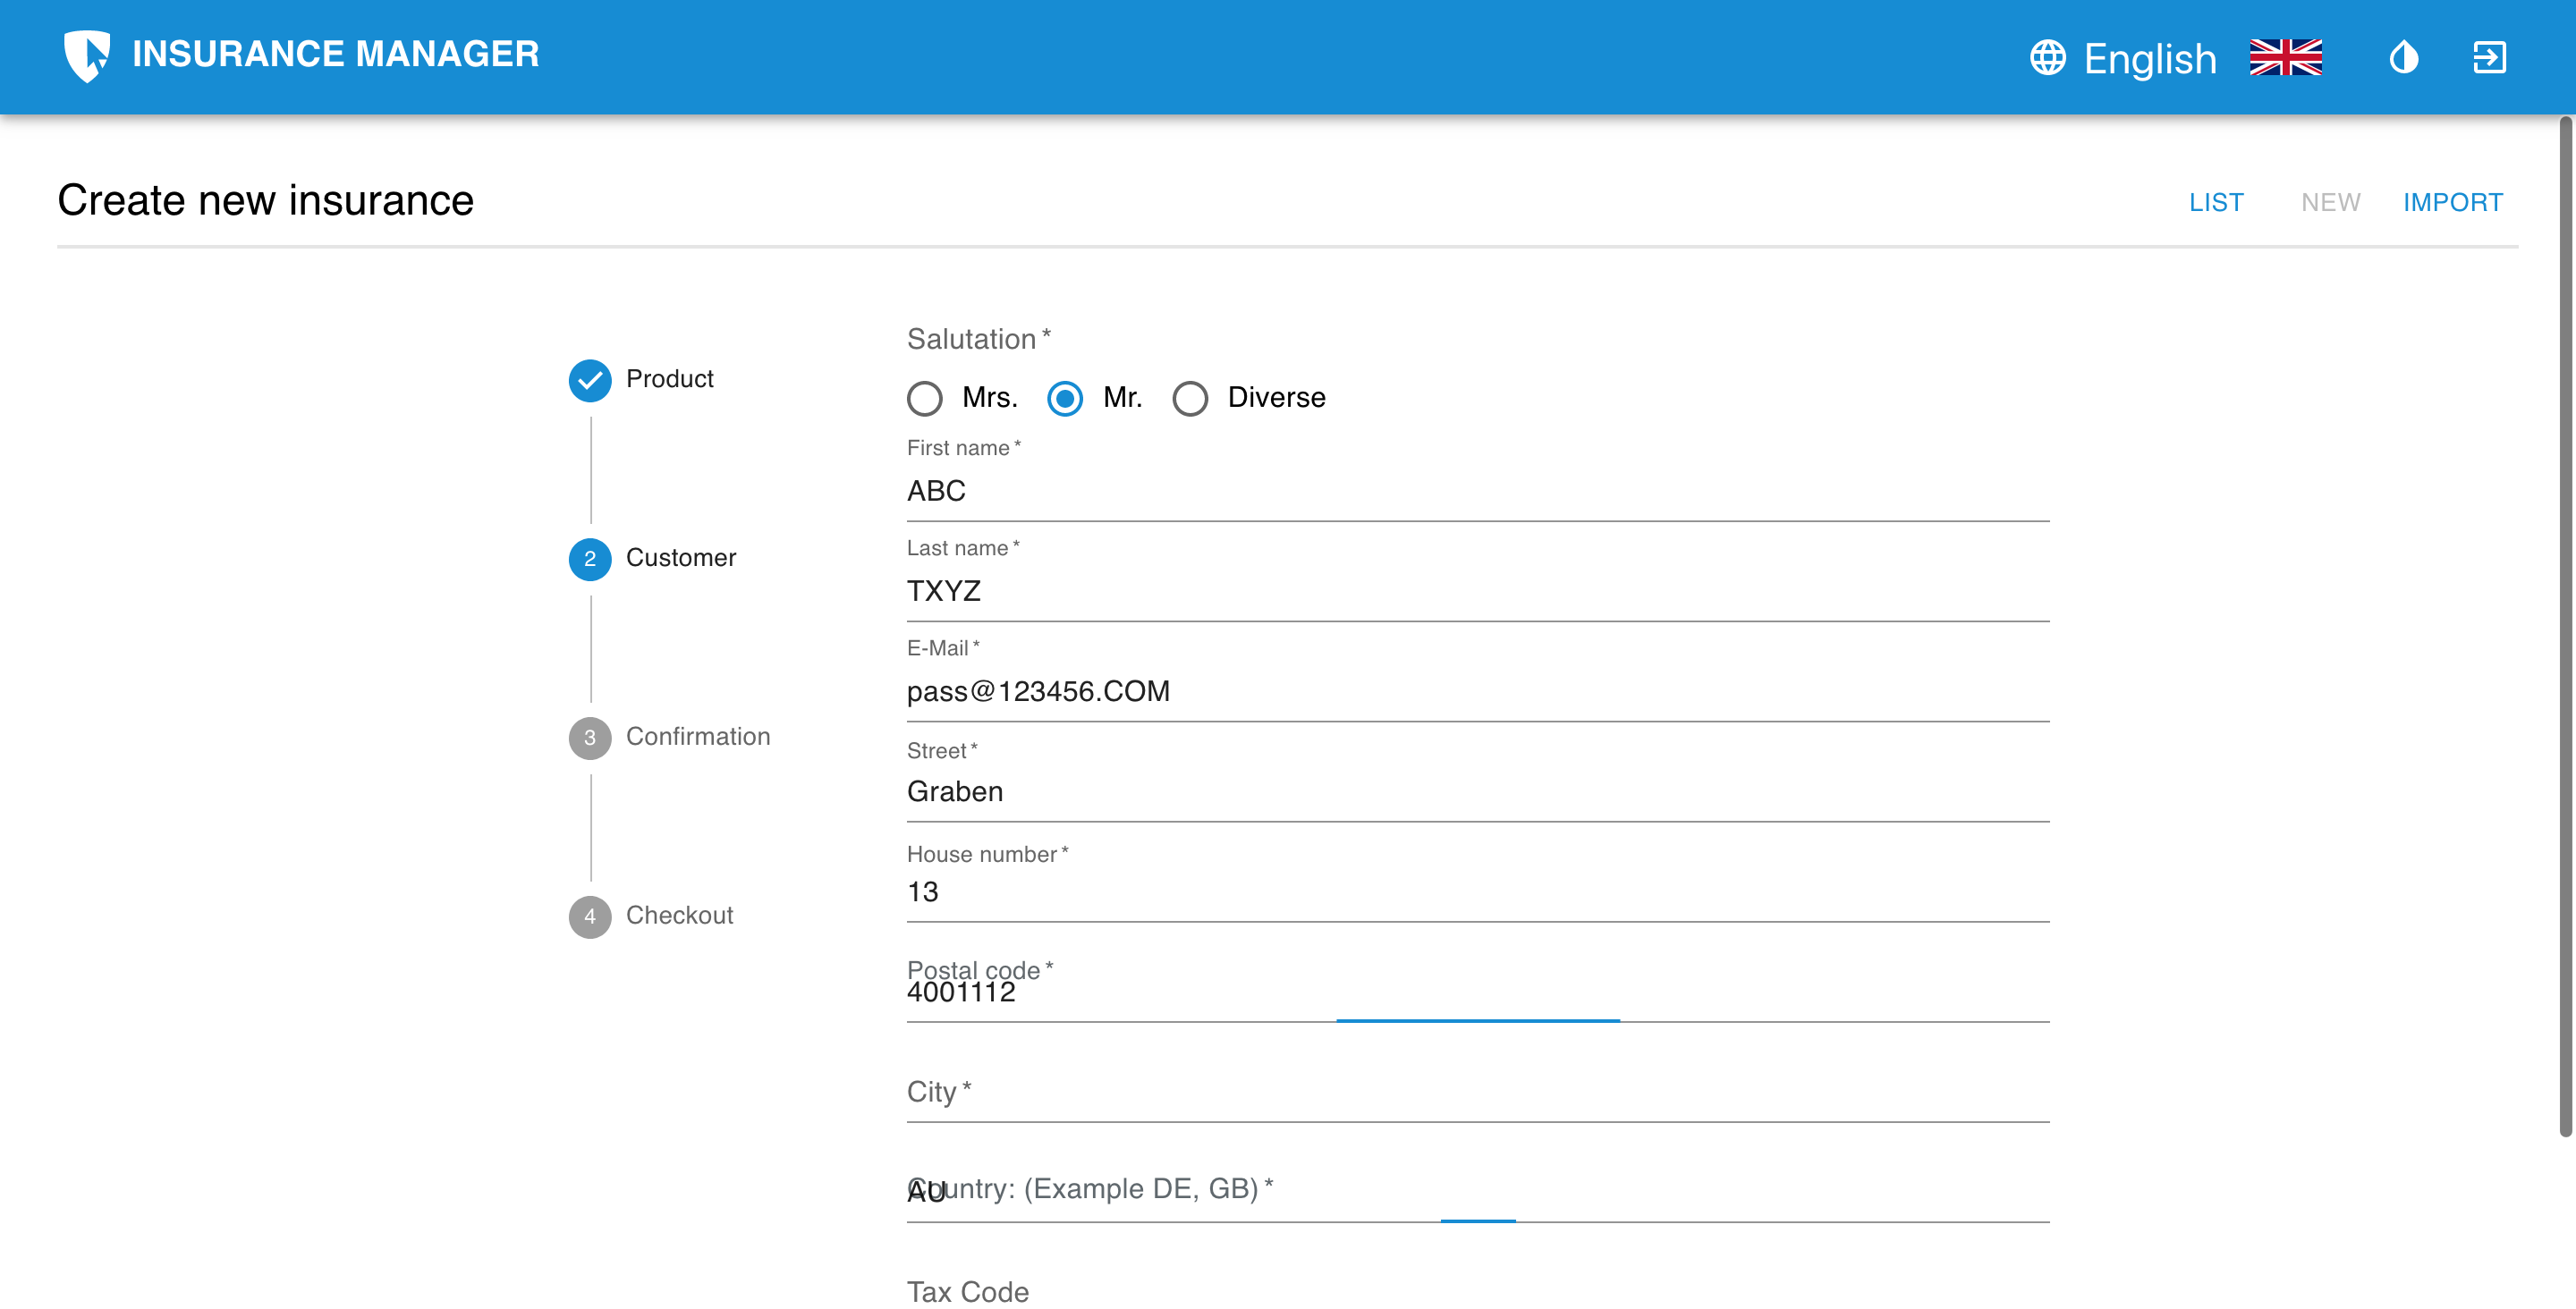 INSURANCE MANAGER
English
Create new insurance
LIST NEW IMPORT
Product
2 Customer
3 Confirmation
4 Checkout
Salutation *
Mrs. Mr. Diverse
First name *
ABC
Last name *
TXYZ
E-Mail *
pass@123456.COM
Street *
Graben
House number *
13
Postal code *
4001112
City *
Country: (Example DE, GB) *
AU
Tax Code